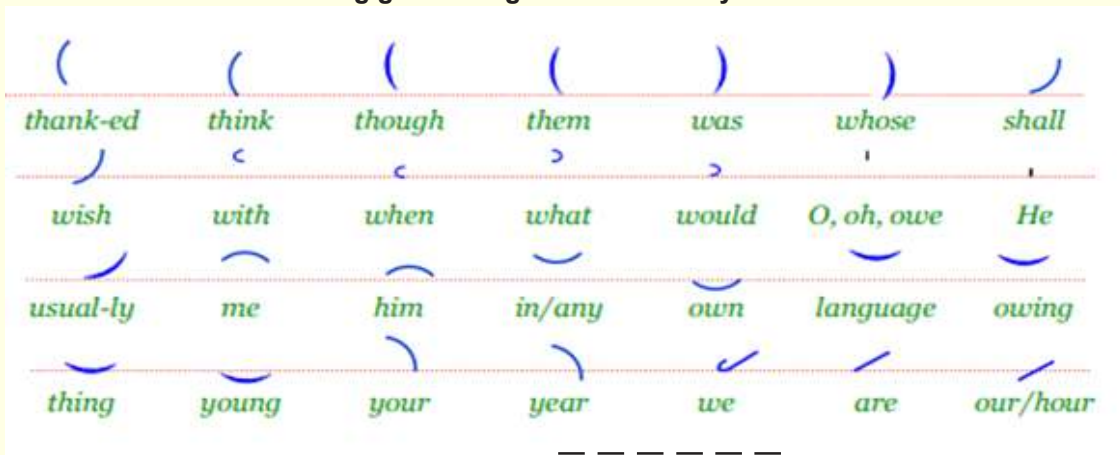 thank-ed think though them was whose shall
wish with when what would O, oh, owe He
usual-ly me him in/any own language owing
thing young your year we are our/hour